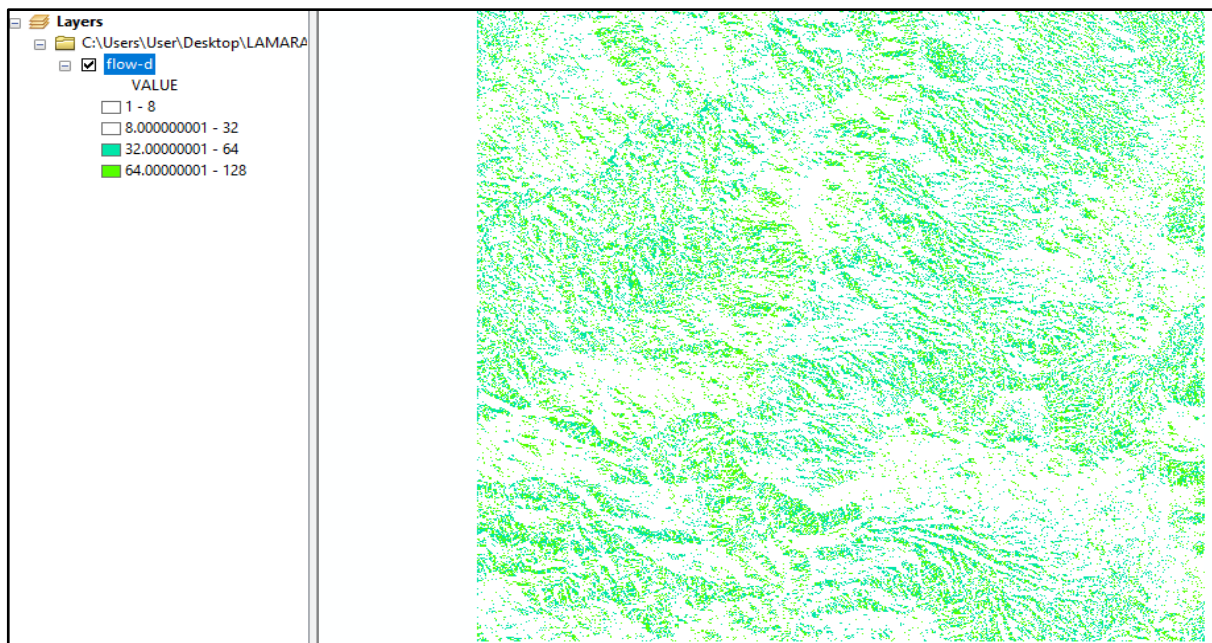 Layers
C:\Users\User\Desktop\LAMARA
flow-d
VALUE
1 - 8
8.000000001 - 32
32.00000001 - 64
64.00000001 - 128